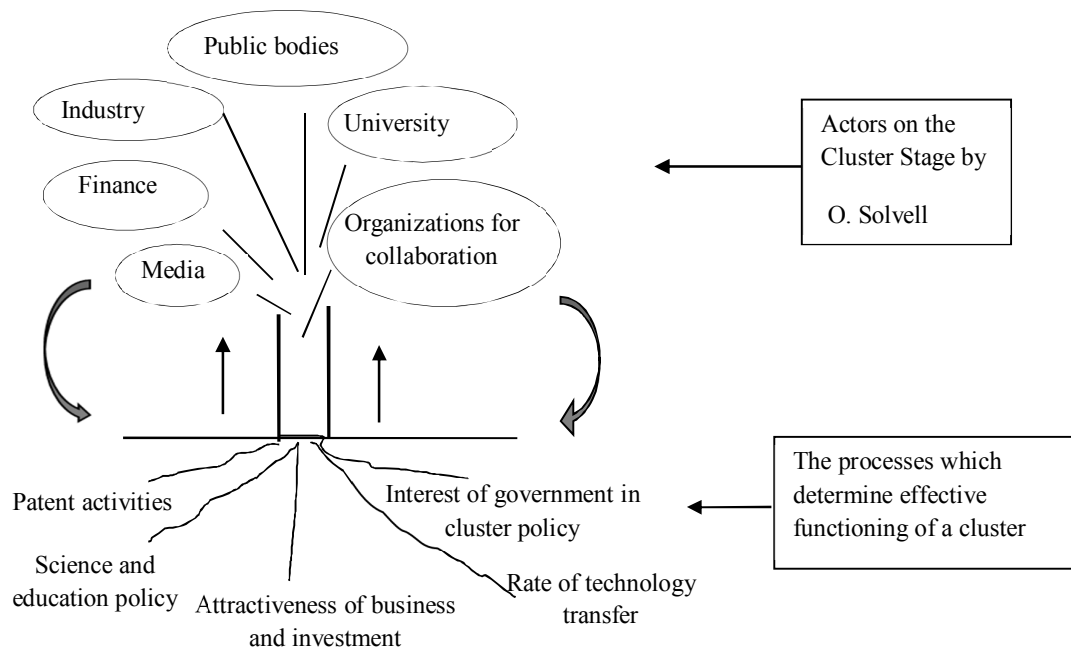 Public bodies
Industry
University
Finance
Organizations for
collaboration
Media
Actors on the
Cluster Stage by
O. Solvell
Patent activities
Interest of government in
cluster policy
Science and
education policy
Attractiveness of business
and investment
Rate of technology
transfer
The processes which
determine effective
functioning of a cluster